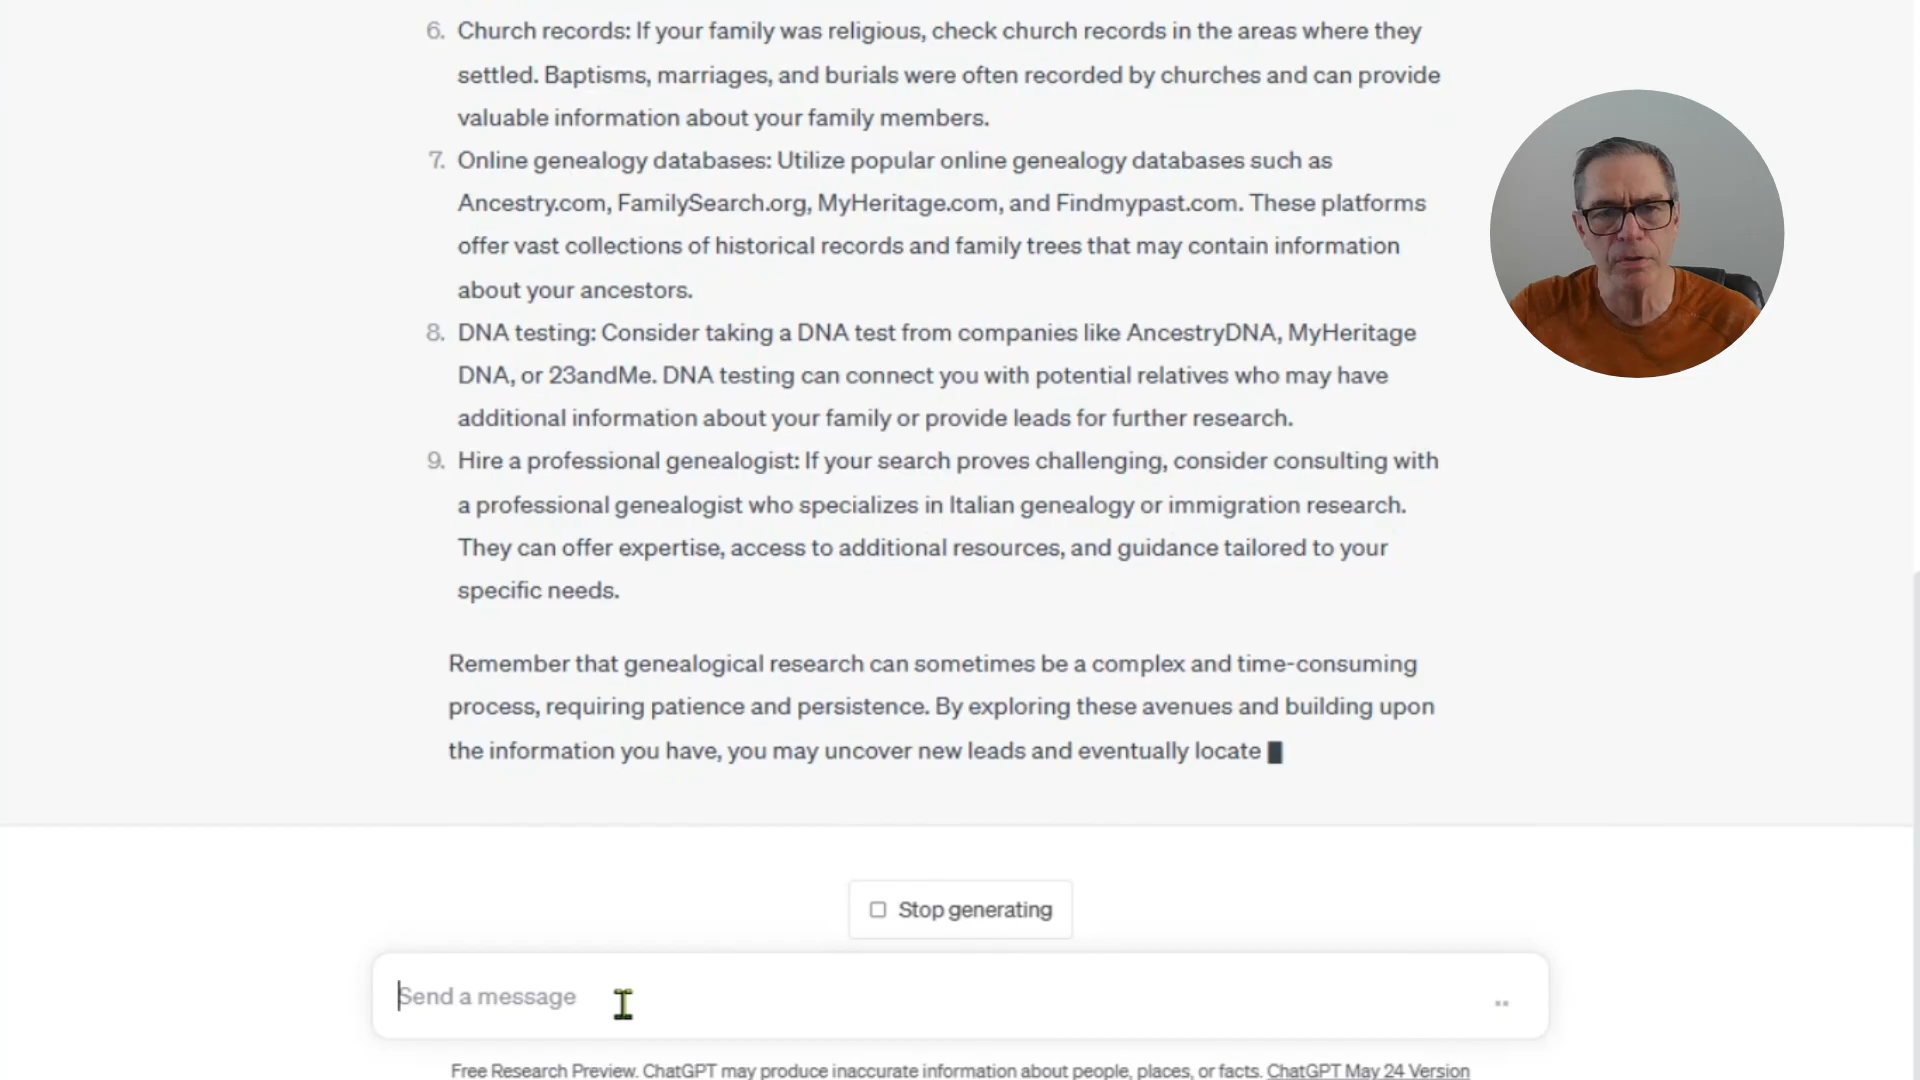 6. Church records: If your family was religious, check church records in the areas where they
settled. Baptisms, marriages, and burials were often recorded by churches and can provide
valuable information about your family members.
7. Online genealogy databases: Utilize popular online genealogy databases such as
Ancestry.com, FamilySearch.org, MyHeritage.com, and Findmypast.com. These platforms
offer vast collections of historical records and family trees that may contain information
about your ancestors.
8. DNA testing: Consider taking a DNA test from companies like AncestryDNA, MyHeritage
DNA, or 23andMe. DNA testing can connect you with potential relatives who may have
additional information about your family or provide leads for further research.
9. Hire a professional genealogist: If your search proves challenging, consider consulting with
a professional genealogist who specializes in Italian genealogy or immigration research.
They can offer expertise, access to additional resources, and guidance tailored to your
specific needs.
Remember that genealogical research can sometimes be a complex and time-consuming
process, requiring patience and persistence. By exploring these avenues and building upon
the information you have, you may uncover new leads and eventually locate
Stop generating
Send a message
Free Research Preview. ChatGPT may produce inaccurate information about people, places, or facts. ChatGPT May 24 Version